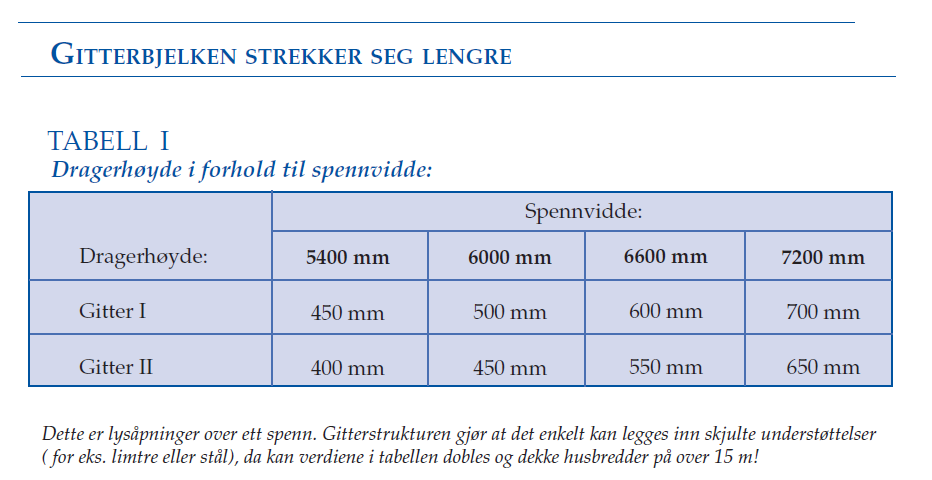 GITTERBJELKEN STREKKER SEG LENGRE
TABELL I
Dragerhøyde i forhold til spennvidde:
Spennvidde:
Dragerhøyde: 5400 mm 6000 mm 6600 mm 7200 mm
Gitter I 450 mm 500 mm 600 mm 700 mm
Gitter II 400 mm 450 mm 550 mm 650 mm
Dette er lysåpninger over ett spenn. Gitterstrukturen gjør at det enkelt kan legges inn skjulte understøttelser
( for eks. limtre eller stål), da kan verdiene i tabellen dobles og dekke husbredder på over 15 m!